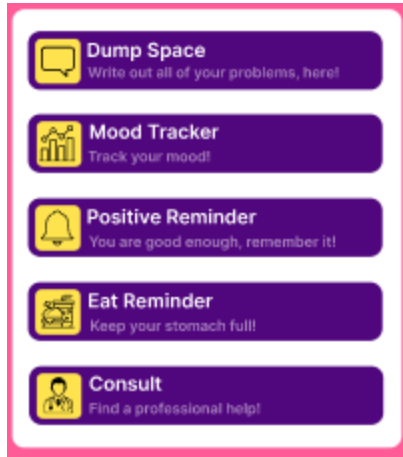 Dump Space
Write out all of your problems, here!
Mood Tracker
Track your mood!
Positive Reminder
You are good enough, remember it!
Eat Reminder
Keep your stomach full!
Consult
Find a professional help!